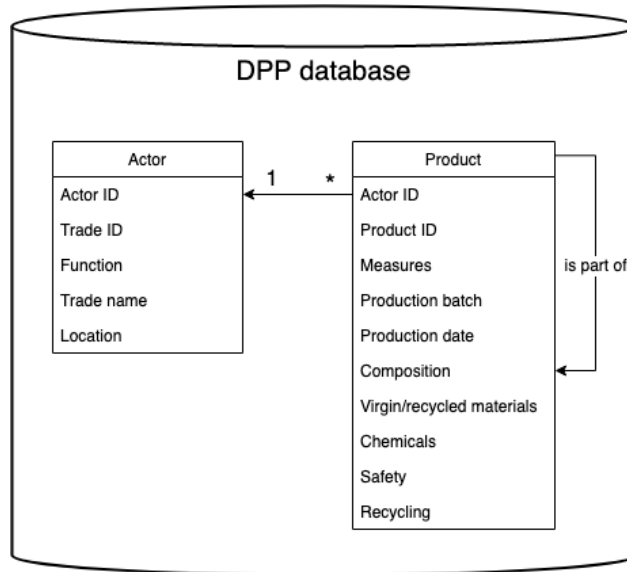 DPP database
Actor
Actor ID
Trade ID
Function
Trade name
Location
1
*
Product
Actor ID
Product ID
Measures
Production batch
Production date
Composition
Virgin/recycled materials
Chemicals
Safety
Recycling
is part of